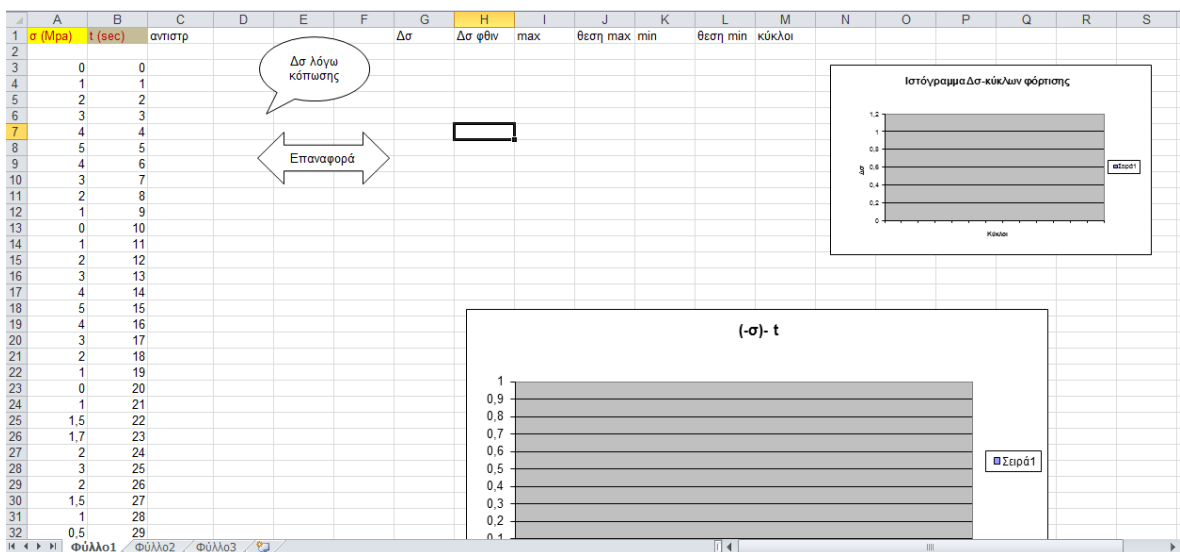 A B C D E F G H I J K L M N O P Q R S
1 σ (Mpa) t (sec) αντιστρ Δσ Δσ φθιν max θεση max min θεση min κύκλοι
2
3 0 0
4 1 1
5 2 2
6 3 3
7 4 4
8 5 5
9 4 6
10 3 7
11 2 8
12 1 9
13 0 10
14 1 11
15 2 12
16 3 13
17 4 14
18 5 15
19 4 16
20 3 17
21 2 18
22 1 19
23 0 20
24 1 21
25 1,5 22
26 1,7 23
27 2 24
28 3 25
29 2 26
30 1,5 27
31 1 28
32 0,5 29
Δσ λόγω
κόπωσης
Επαναφορά
Ιστόγραμμα Δσ-κύκλων φόρτισης
1,2
1
0,8
0,6
0,4
0,2
0
Δσ
Κύκλοι
Σειρά1
(-σ)- t
1
0,9
0,8
0,7
0,6
0,5
0,4
0,3
0,2
0,1
Σειρά1
Φύλλο1 Φύλλο2 Φύλλο3